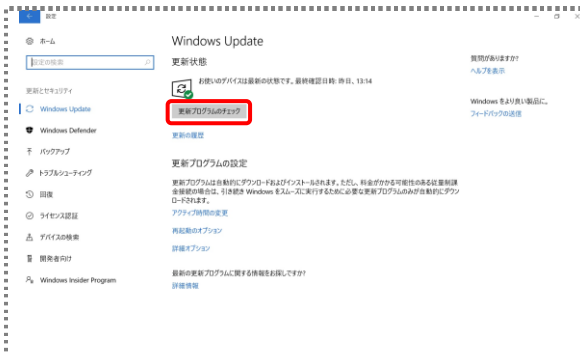 設定
ホーム
設定の検索
更新とセキュリティ
Windows Update
Windows Defender
バックアップ
トラブルシューティング
回復
ライセンス認証
デバイスの検索
開発者向け
Windows Insider Program
Windows Update
更新状態
お使いのデバイスは最新の状態です。最終確認日時: 昨日、13:14
更新プログラムのチェック
更新の履歴
更新プログラムの設定
更新プログラムは自動的にダウンロードおよびインストールされます。ただし、料金がかかる可能性のある従量制課
金接続の場合は、引き続き Windows をスムーズに実行するために必要な更新プログラムのみが自動的にダウン
ロードされます。
アクティブ時間の変更
再起動のオプション
詳細オプション
最新の更新プログラムに関する情報をお探しですか?
詳細情報
質問がありますか?
ヘルプを表示
Windows をより良い製品に。
フィードバックの送信